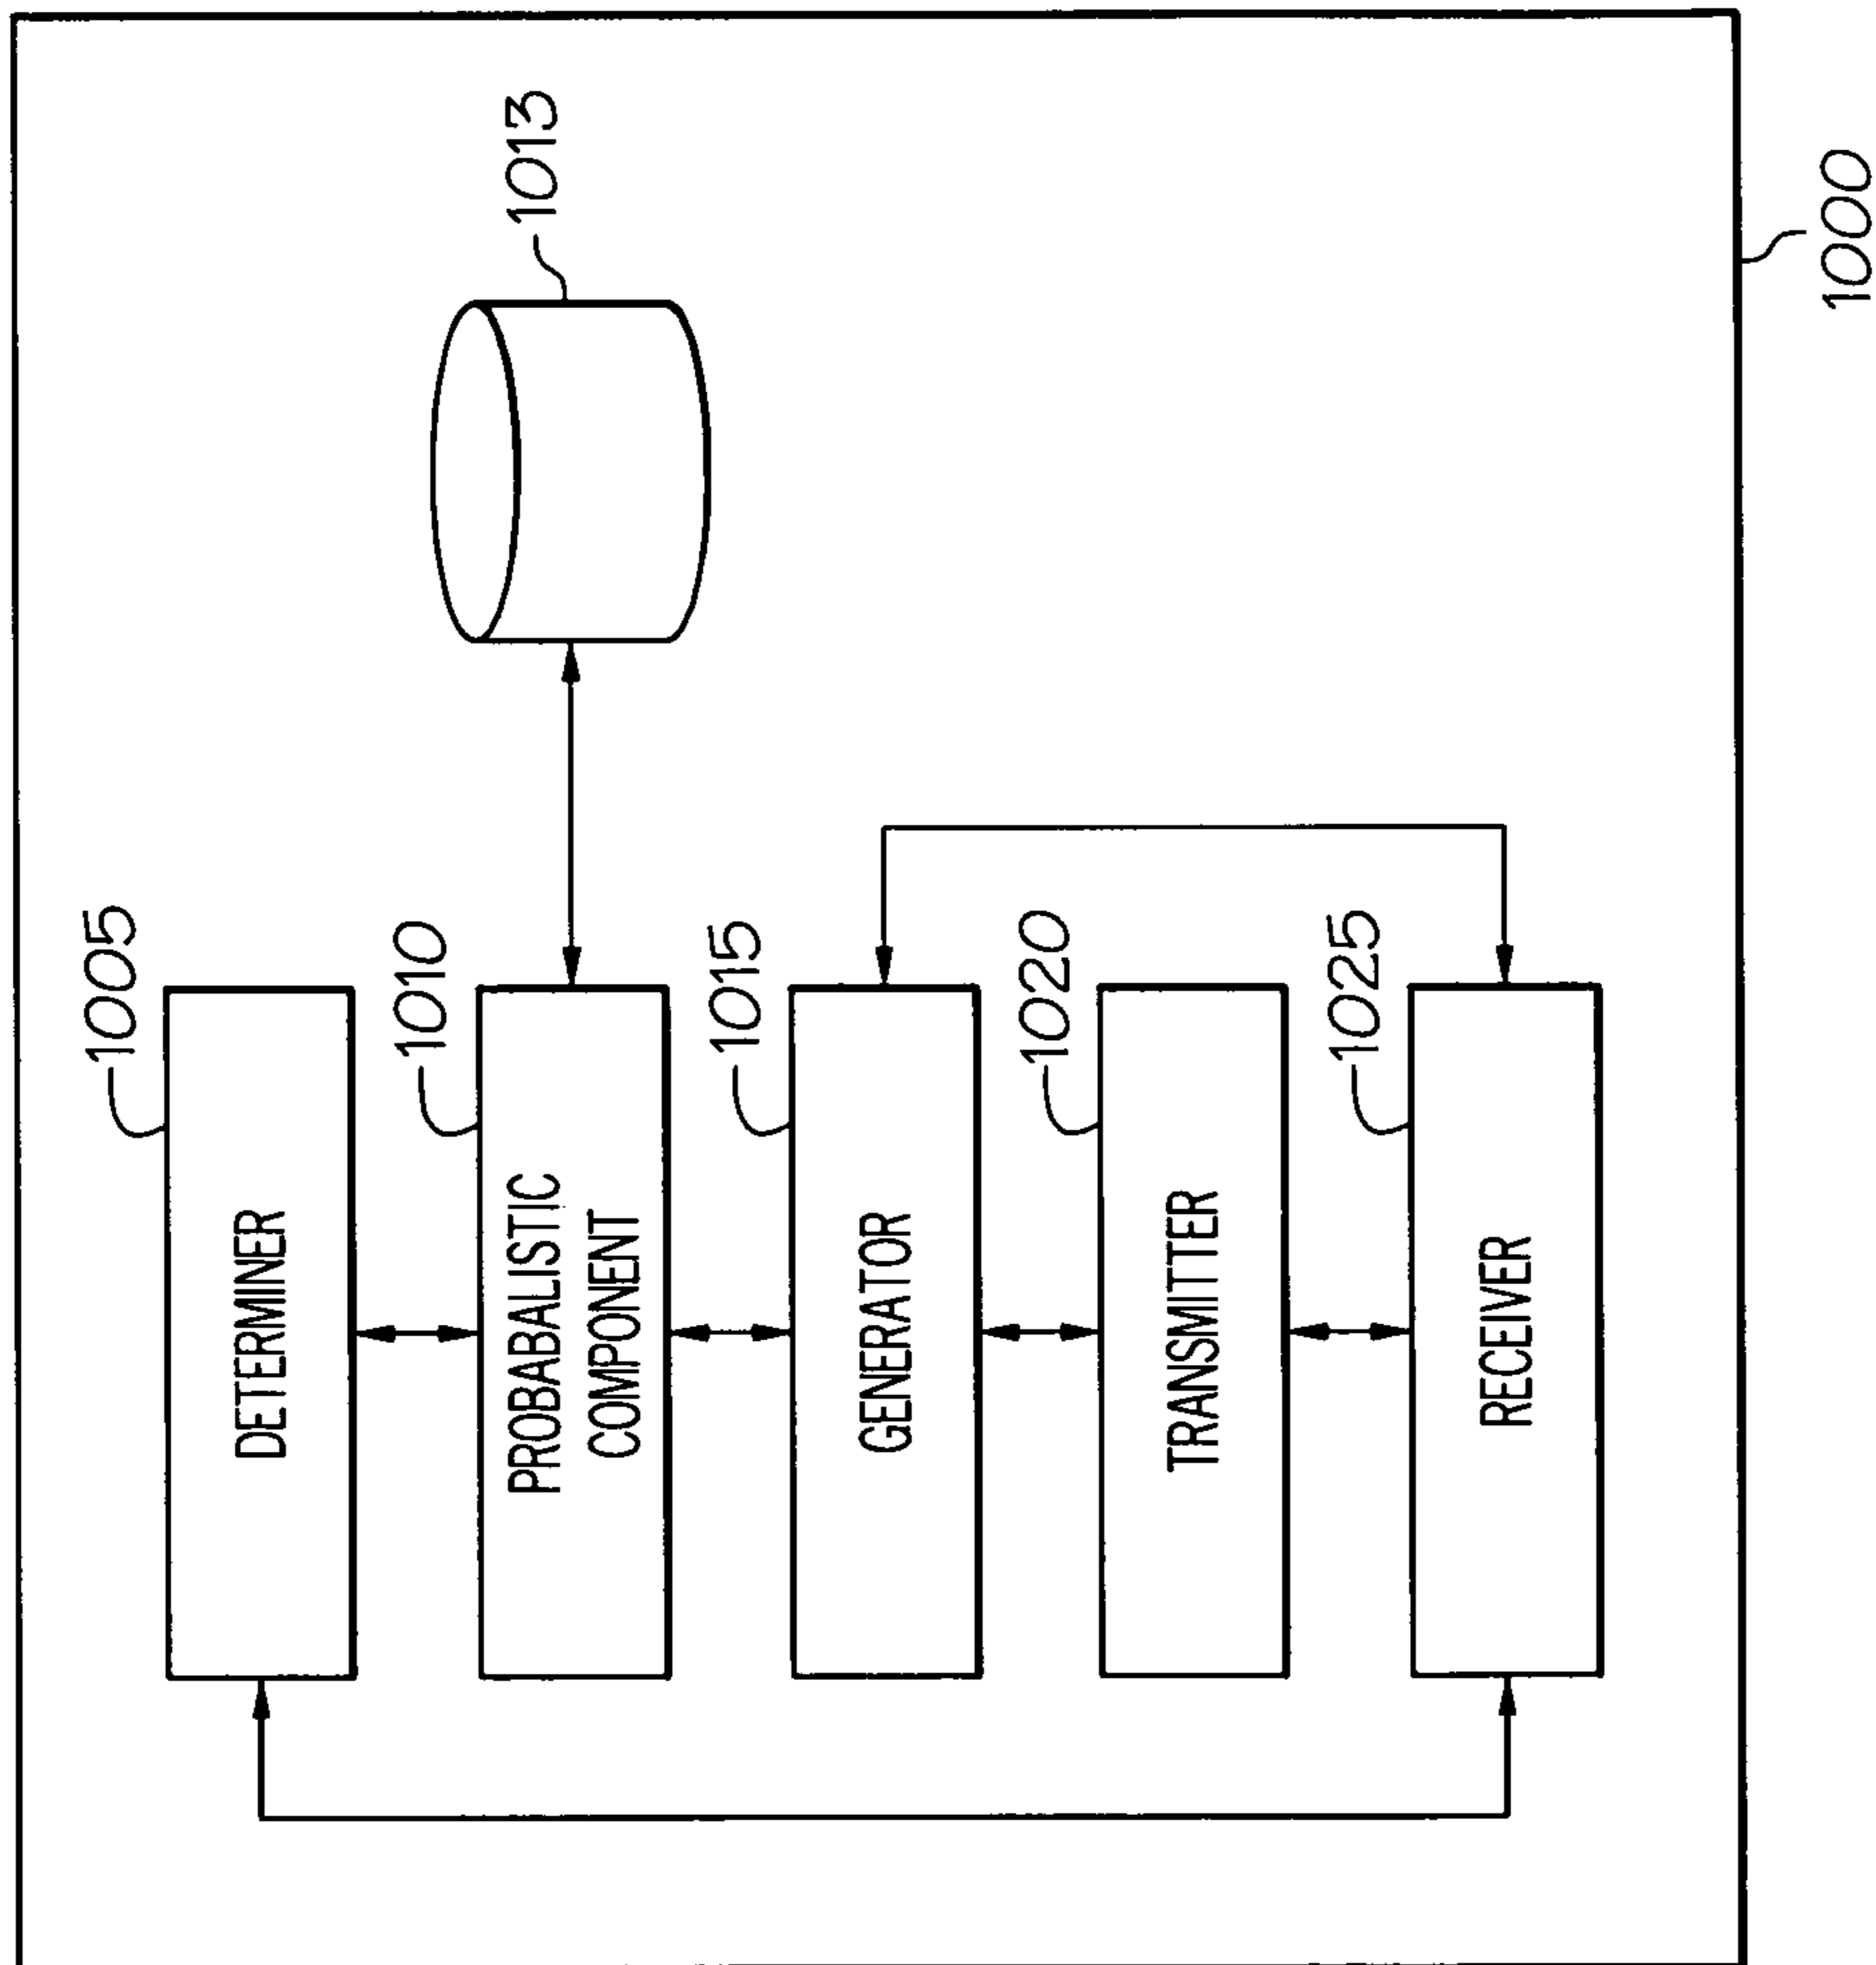 1005
DETERMINER
1010
PROBABALISTIC
COMPONENT
1013
1015
GENERATOR
1020
TRANSMITTER
1025
RECEIVER
1000